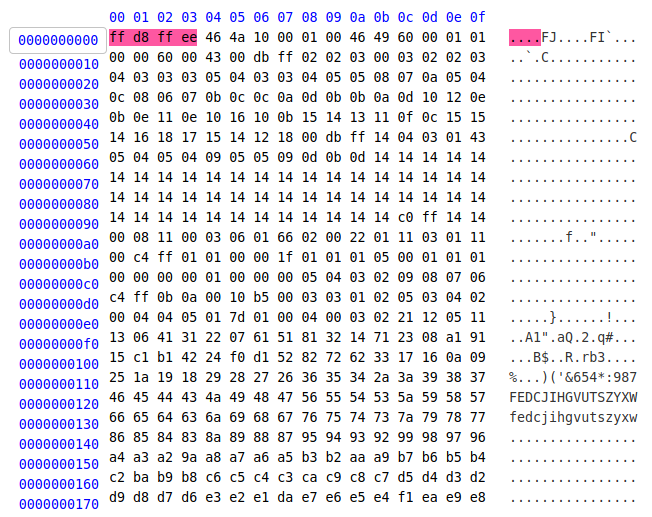 00 01 02 03 04 05 06 07 08 09 0a 0b 0c 0d 0e 0f
0000000000 ff d8 ff ee 46 4a 10 00 01 00 46 49 60 00 01 01 ....FJ....FI`...
0000000010 00 00 60 00 43 00 db ff 02 02 03 00 03 02 02 03 ..`.C...........
0000000020 04 03 03 03 05 04 03 03 04 05 05 08 07 0a 05 04 ................
0000000030 0c 08 06 07 0b 0c 0c 0a 0d 0b 0b 0a 0d 10 12 0e ................
0000000040 0b 0e 11 0e 10 16 10 0b 15 14 13 11 0f 0c 15 15 ................
0000000050 14 16 18 17 15 14 12 18 00 db ff 14 04 03 01 43 ...............C
0000000060 05 04 05 04 09 05 05 09 0d 0b 0d 14 14 14 14 14 ................
0000000070 14 14 14 14 14 14 14 14 14 14 14 14 14 14 14 14 ................
0000000080 14 14 14 14 14 14 14 14 14 14 14 14 14 14 14 14 ................
0000000090 14 14 14 14 14 14 14 14 14 14 14 14 c0 ff 14 14 ................
00000000a0 00 08 11 00 03 06 01 66 02 00 22 01 11 03 01 11 .......f..".....
00000000b0 00 c4 ff 01 01 00 00 1f 01 01 01 05 00 01 01 01 ................
00000000c0 00 00 00 00 01 00 00 00 05 04 03 02 09 08 07 06 ................
00000000d0 c4 ff 0b 0a 00 10 b5 00 03 03 01 02 05 03 04 02 ................
00000000e0 00 04 04 05 01 7d 01 00 04 00 03 02 21 12 05 11 .....}......!...
00000000f0 13 06 41 31 22 07 61 51 81 32 14 71 23 08 a1 91 ..A1".aQ.2.q#...
0000000100 15 c1 b1 42 24 f0 d1 52 82 72 62 33 17 16 0a 09 ...B$..R.rb3....
0000000110 25 1a 19 18 29 28 27 26 36 35 34 2a 3a 39 38 37 %...)('&654*:987
0000000120 46 45 44 43 4a 49 48 47 56 55 54 53 5a 59 58 57 FEDCJIHGVUTSZYXW
0000000130 66 65 64 63 6a 69 68 67 76 75 74 73 7a 79 78 77 fedcjihgvutszyxw
0000000140 86 85 84 83 8a 89 88 87 95 94 93 92 99 98 97 96 ................
0000000150 a4 a3 a2 9a a8 a7 a6 a5 b3 b2 aa a9 b7 b6 b5 b4 ................
0000000160 c2 ba b9 b8 c6 c5 c4 c3 ca c9 c8 c7 d5 d4 d3 d2 ................
0000000170 d9 d8 d7 d6 e3 e2 e1 da e7 e6 e5 e4 f1 ea e9 e8 ................